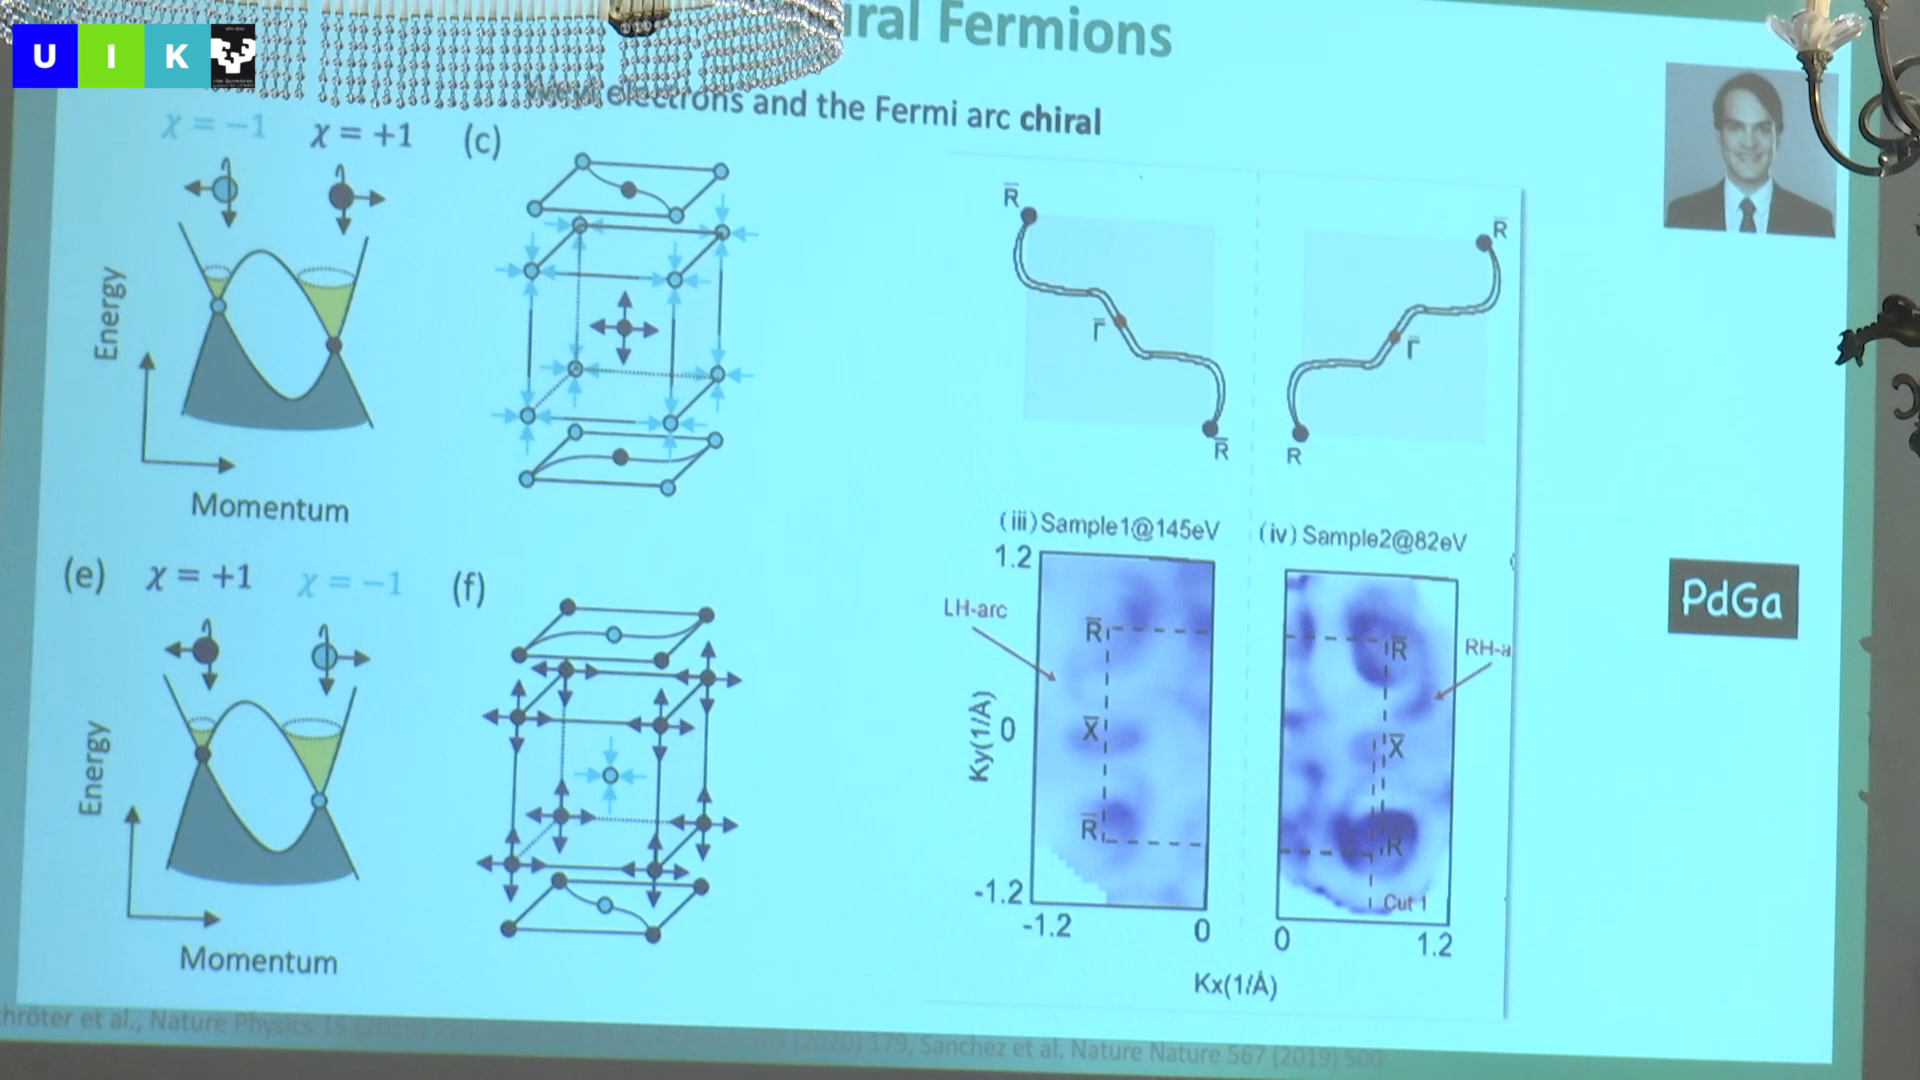 U I K
iral Fermions
Weyl electrons and the Fermi arc chiral
χ = −1 χ = +1 (c)
Energy
Momentum
(e) χ = +1 χ = −1 (f)
Energy
Momentum
R̅
R̅
Γ̅
Γ̅
R̅
R
(iii) Sample1@145eV
(iv) Sample2@82eV
1.2
LH-arc
R̅
R̅
RH-a
Ky(1/Å)
0
X̅
X̅
R̅
R
-1.2
Cut 1
-1.2 0
0 1.2
Kx(1/Å)
PdGa
hröter et al., Nature Physics 15 (2020) 179, Sanchez et al. Nature Nature 567 (2019) 500